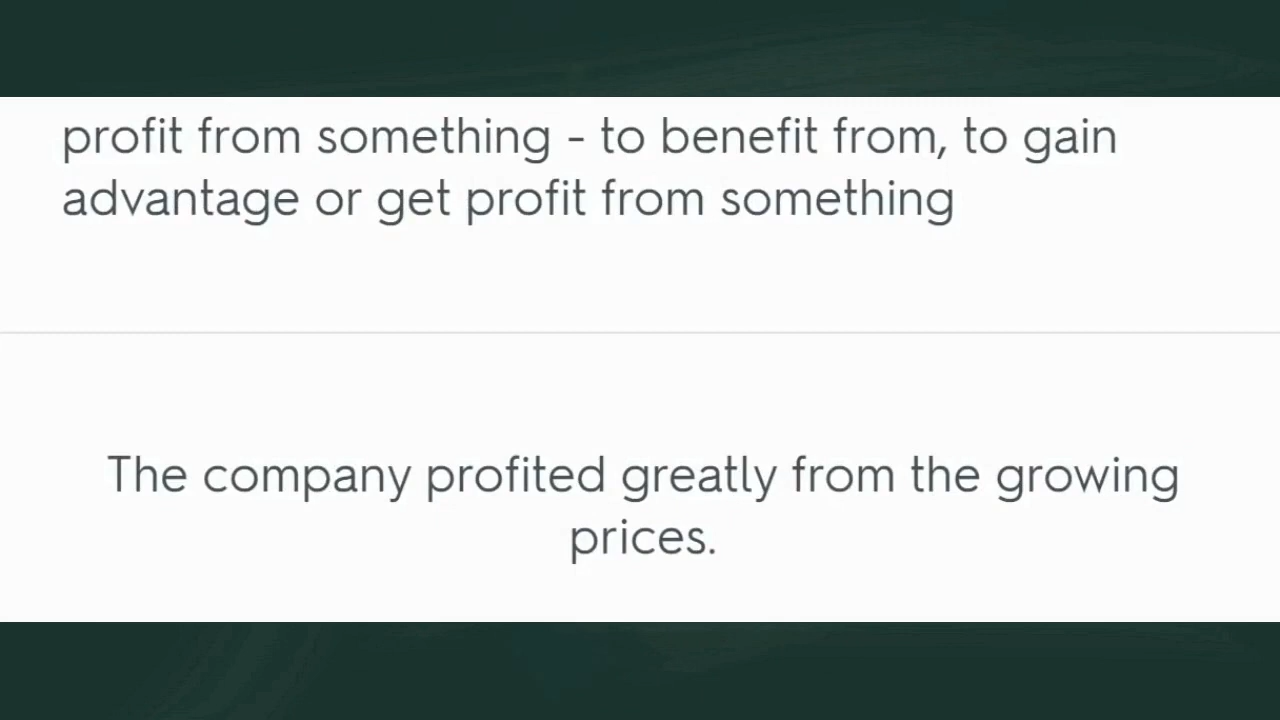 profit from something - to benefit from, to gain
advantage or get profit from something
The company profited greatly from the growing
prices.